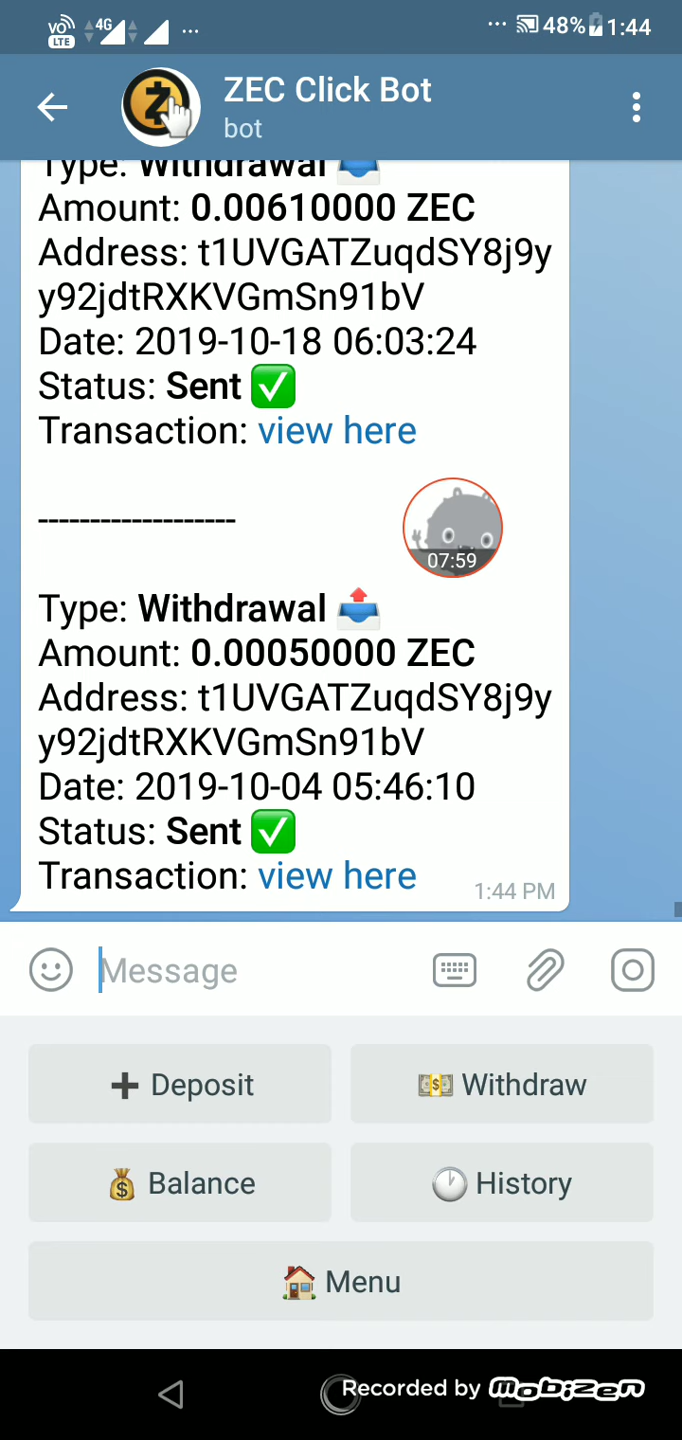 VO LTE 4G ... ... 48% 1:44
ZEC Click Bot
bot
Type: Withdrawal
Amount: 0.00610000 ZEC
Address: t1UVGATZuqdSY8j9y
y92jdtRXKVGmSn91bV
Date: 2019-10-18 06:03:24
Status: Sent ✅
Transaction: view here
-------------------
07:59
Type: Withdrawal 📤
Amount: 0.00050000 ZEC
Address: t1UVGATZuqdSY8j9y
y92jdtRXKVGmSn91bV
Date: 2019-10-04 05:46:10
Status: Sent ✅
Transaction: view here
1:44 PM
Message
➕ Deposit
💵 Withdraw
💰 Balance
🕐 History
🏠 Menu
Recorded by Mobizen